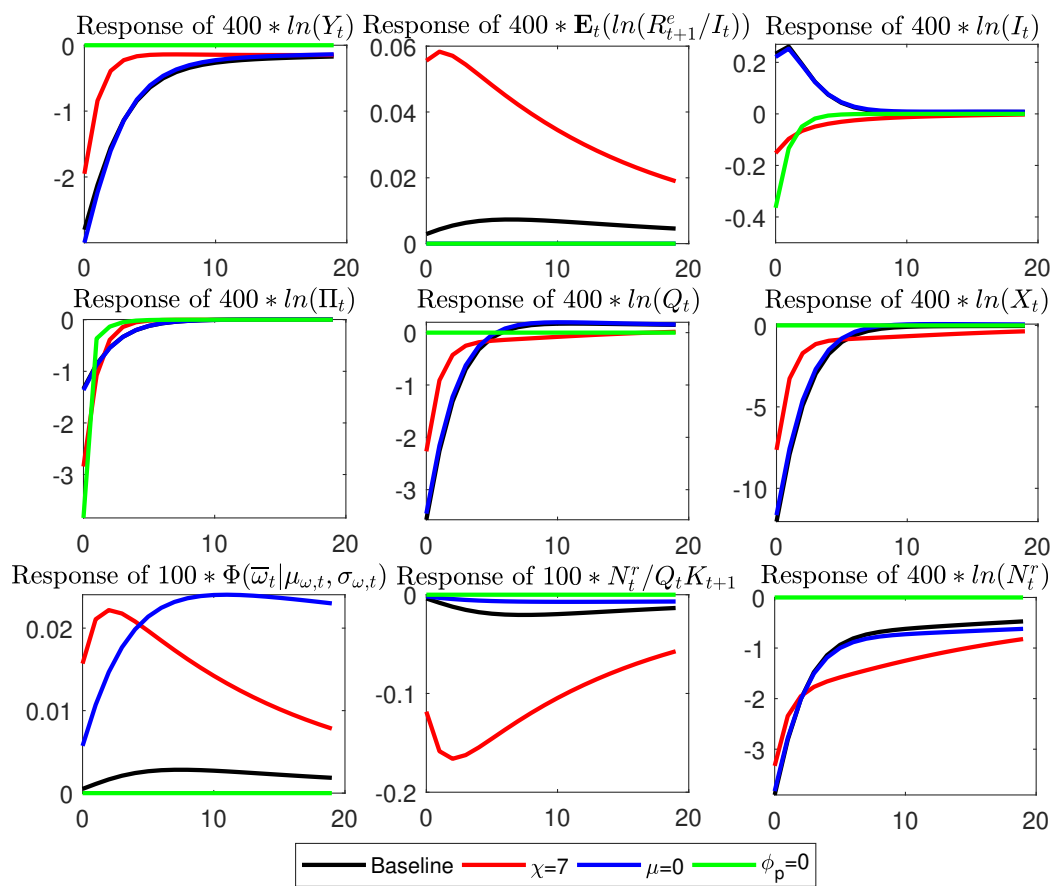 Response of 400 ∗ ln(Y_t)
0
-1
-2
0 10 20
Response of 400 ∗ E_t(ln(R^e_{t+1}/I_t))
0.06
0.04
0.02
0
0 10 20
Response of 400 ∗ ln(I_t)
0.2
0
-0.2
-0.4
0 10 20
Response of 400 ∗ ln(Π_t)
0
-1
-2
-3
0 10 20
Response of 400 ∗ ln(Q_t)
0
-1
-2
-3
0 10 20
Response of 400 ∗ ln(X_t)
0
-5
-10
0 10 20
Response of 100 ∗ Φ(ω̅_t|μ_{ω,t}, σ_{ω,t})
0.02
0.01
0
0 10 20
Response of 100 ∗ N^r_t/Q_tK_{t+1}
0
-0.1
-0.2
0 10 20
Response of 400 ∗ ln(N^r_t)
0
-1
-2
-3
0 10 20
Baseline χ=7 μ=0 ϕ_p=0